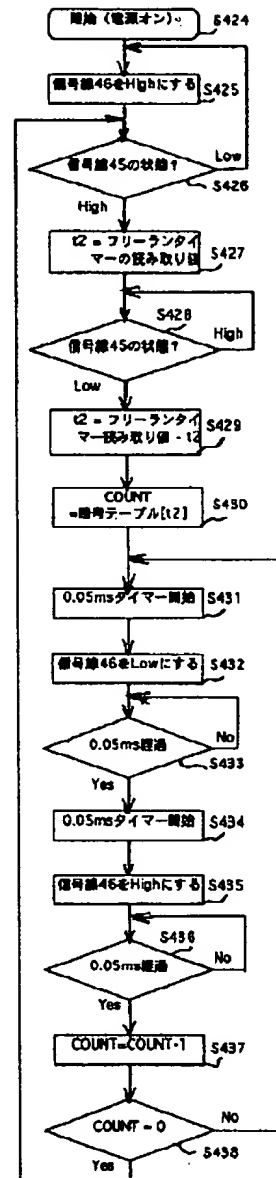 開始(電源オン)。
S424
信号線46をHighにする
S425
信号線45の状態?
Low
S426
High
t2 = フリーランタイ
マーの読み取り値
S427
S428
信号線45の状態?
High
Low
t2 = フリーランタイ
マー読み取り値 - t2
S429
COUNT
=暗号テーブル[t2]
S430
0.05msタイマー開始
S431
信号線46をLowにする
S432
0.05ms経過
No
S433
Yes
0.05msタイマー開始
S434
信号線46をHighにする
S435
S436
0.05ms経過
No
Yes
COUNT=COUNT-1
S437
COUNT = 0
No
S438
Yes